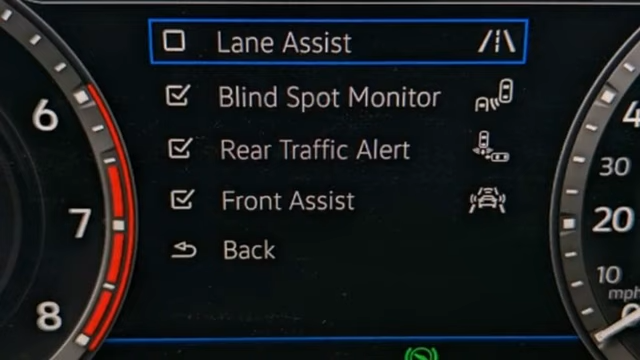 Lane Assist
Blind Spot Monitor
Rear Traffic Alert
Front Assist
Back
6
7
8
30
20
10
mph